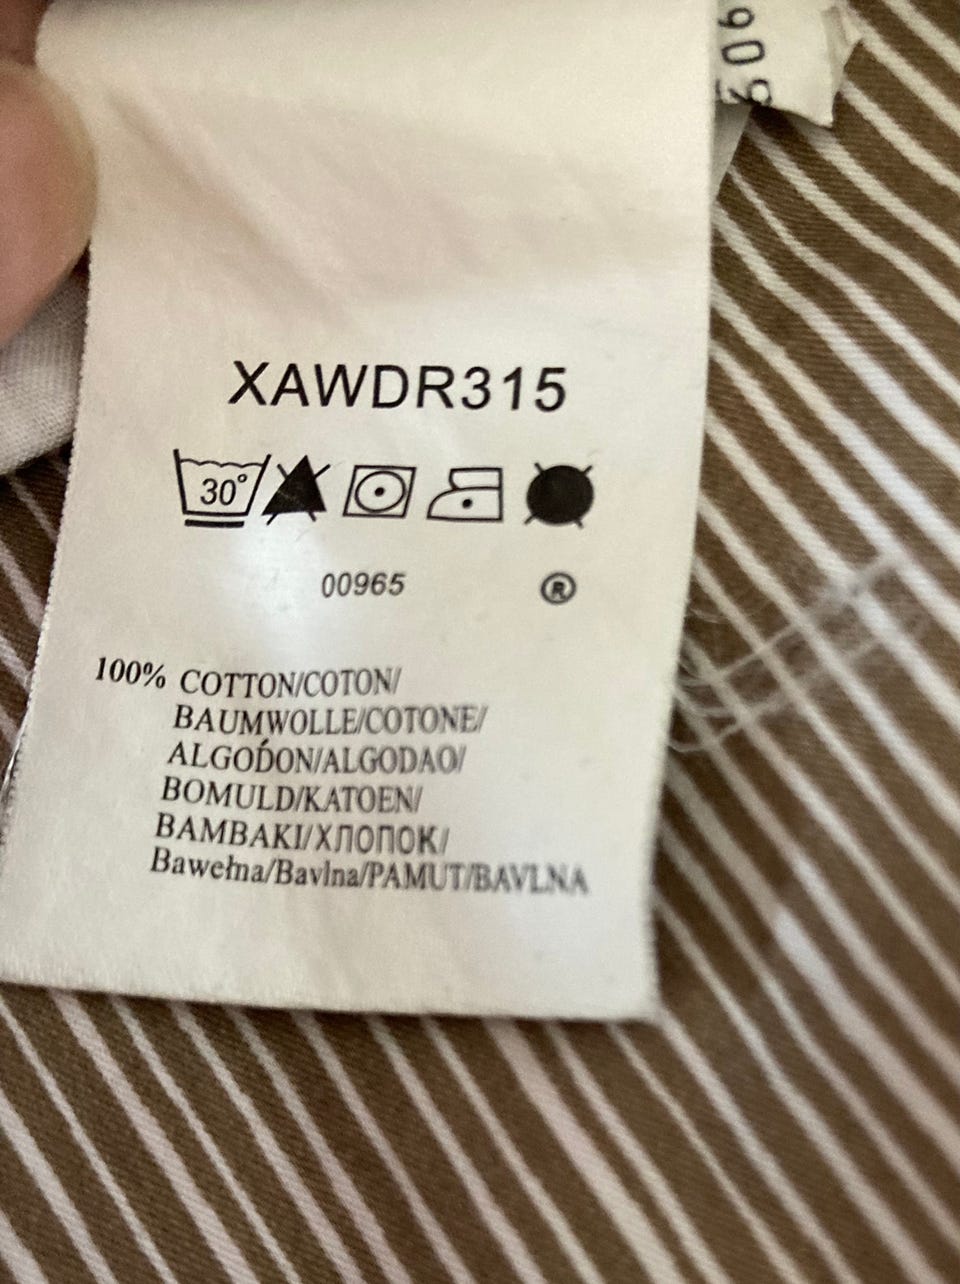 XAWDR315
30°
00965 ®
100% COTTON/COTON/
BAUMWOLLE/COTONE/
ALGOĎON/ALGODAO/
BOMULD/KATOEN/
BAMBAKI/ХЛОПОК/
Bawełna/Bavlna/PAMUT/BAVLNA